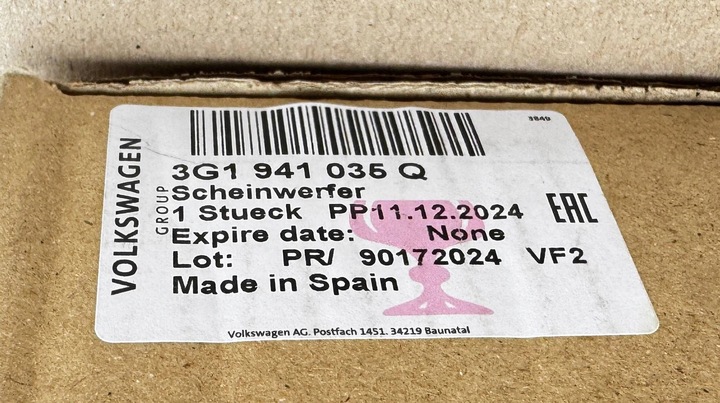 3849
VOLKSWAGEN
GROUP
3G1 941 035 Q
Scheinwerfer
1 Stueck PP11.12.2024
EAC
Expire date: None
Lot: PR/ 90172024 VF2
Made in Spain
Volkswagen AG. Postfach 1451. 34219 Baunatal